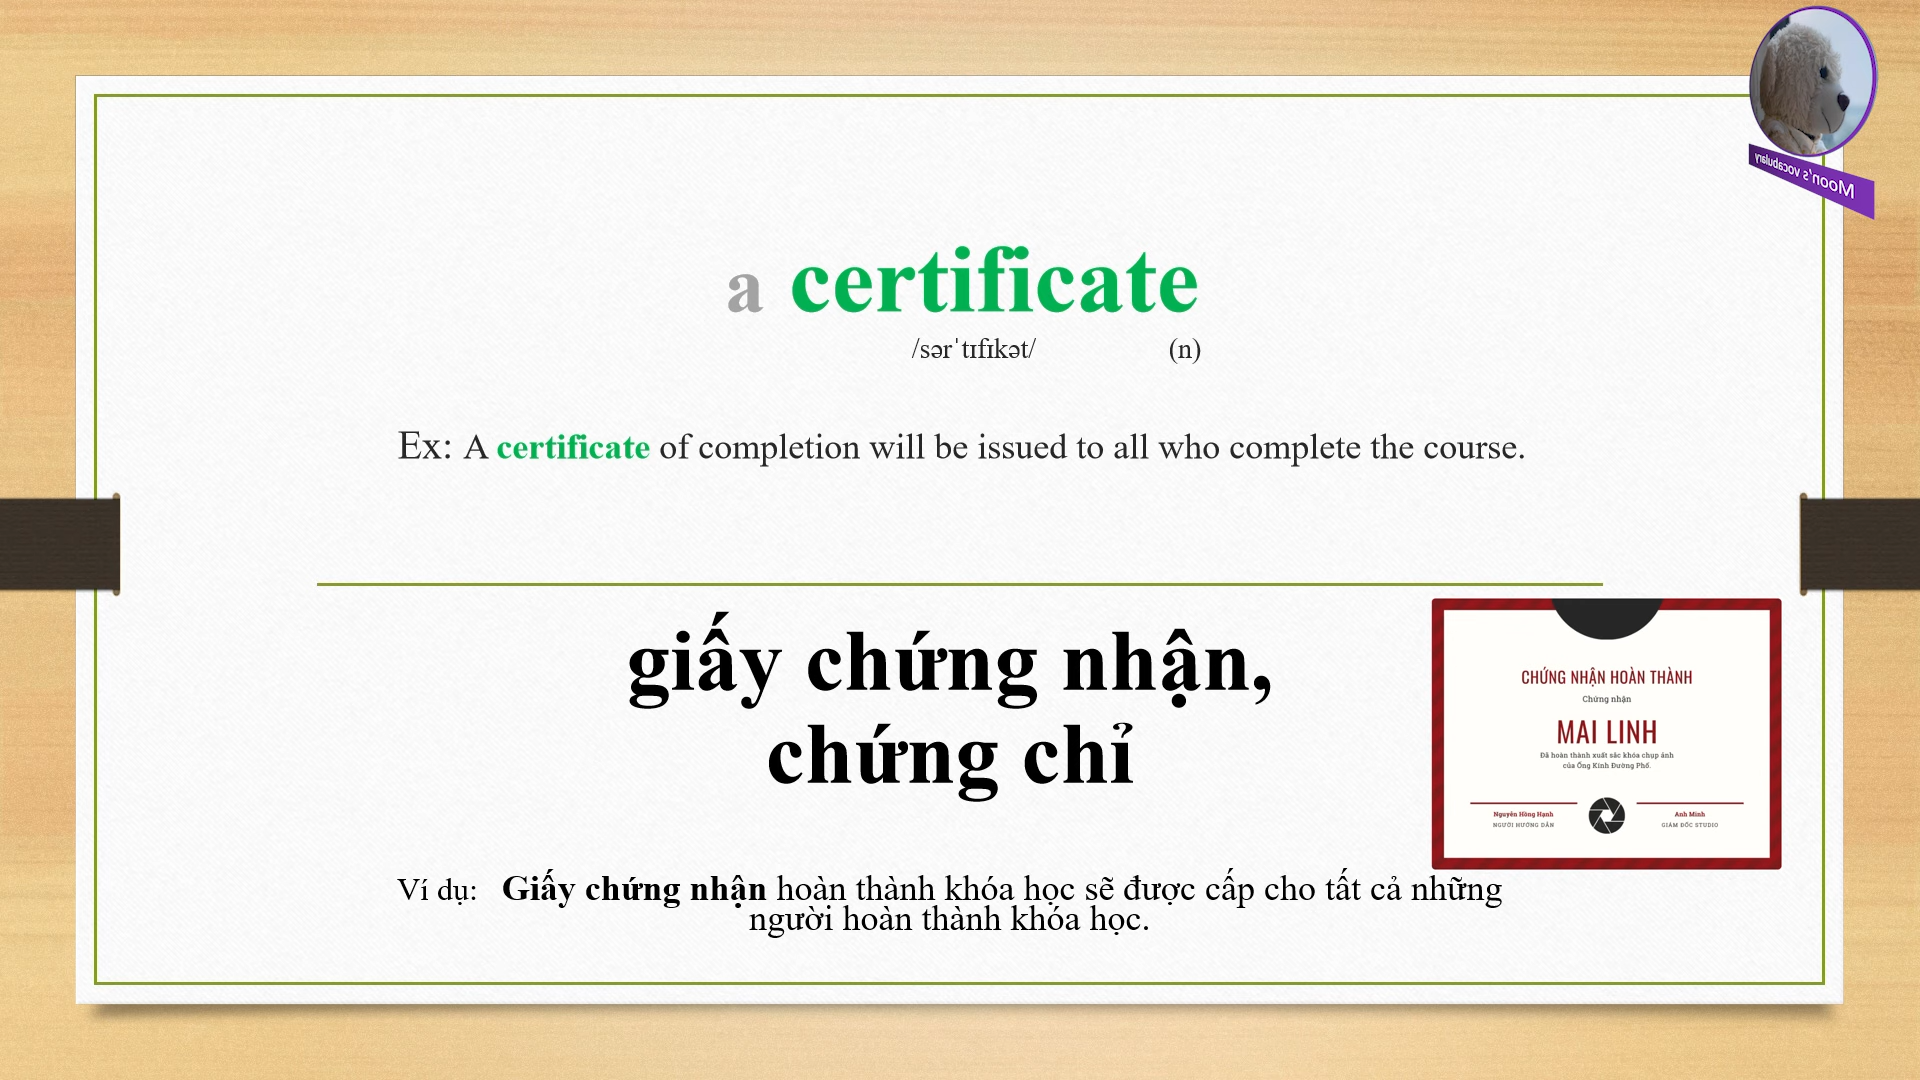 Moon's vocabulary
a certificate
/sərˈtɪfɪkət/ (n)
Ex: A certificate of completion will be issued to all who complete the course.
giấy chứng nhận,
chứng chỉ
CHỨNG NHẬN HOÀN THÀNH
Chứng nhận
MAI LINH
Đã hoàn thành xuất sắc khóa chụp ảnh
của Ống Kính Đường Phố.
Nguyễn Hồng Hạnh
NGƯỜI HƯỚNG DẪN
Anh Minh
GIÁM ĐỐC STUDIO
Ví dụ: Giấy chứng nhận hoàn thành khóa học sẽ được cấp cho tất cả những
người hoàn thành khóa học.